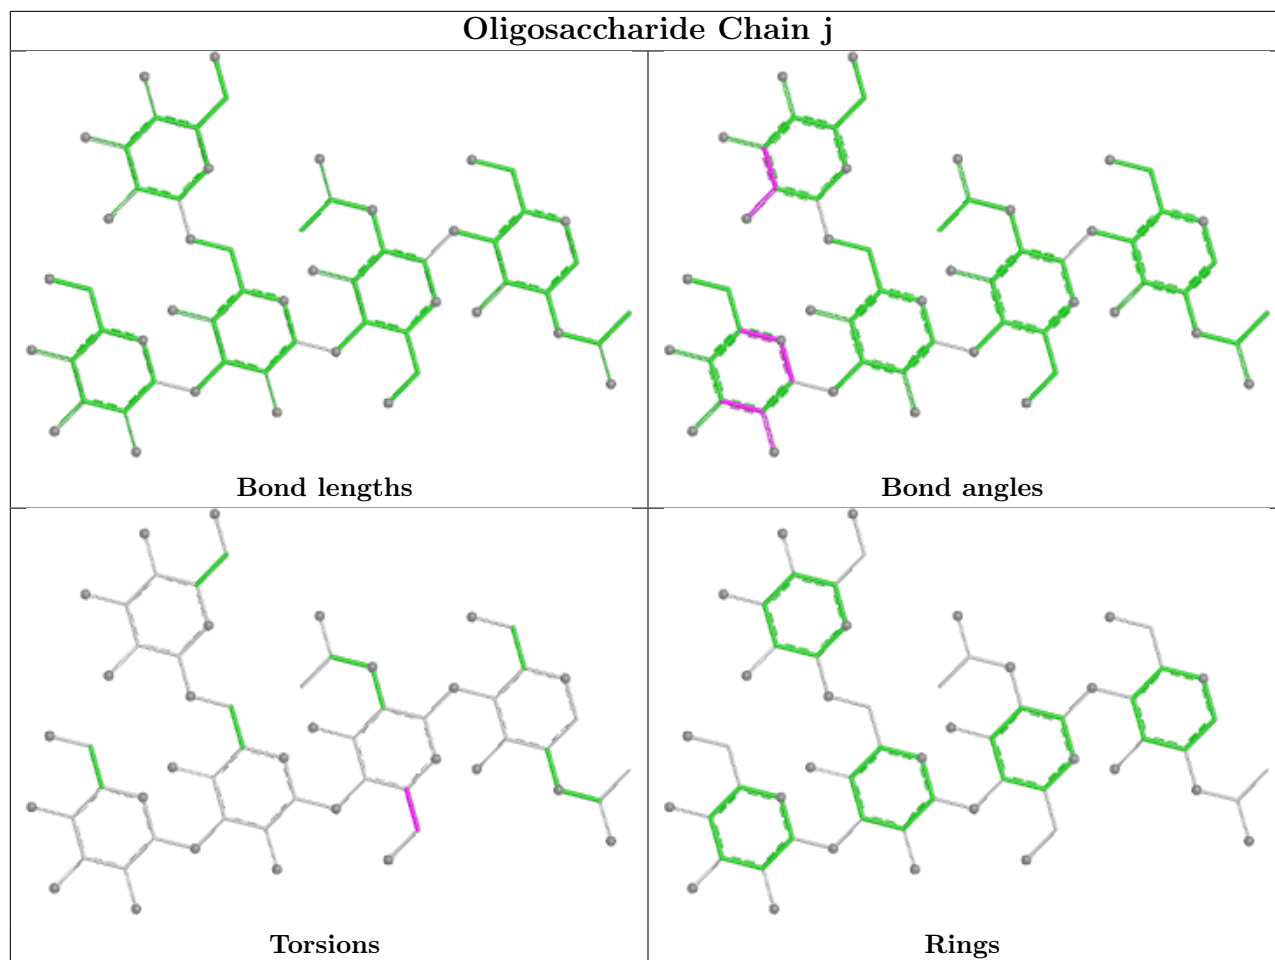 Oligosaccharide Chain j
Bond lengths
Bond angles
Torsions
Rings